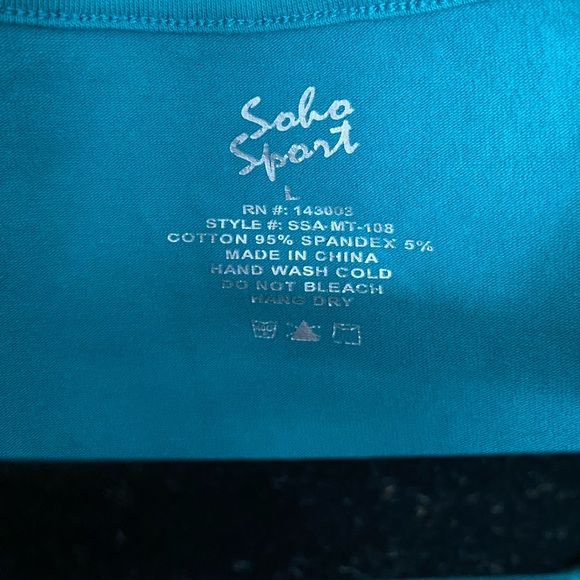 Soho
Sport
L
RN #: 143003
STYLE #: SSA-MT-108
COTTON 95% SPANDEX 5%
MADE IN CHINA
HAND WASH COLD
DO NOT BLEACH
HANG DRY